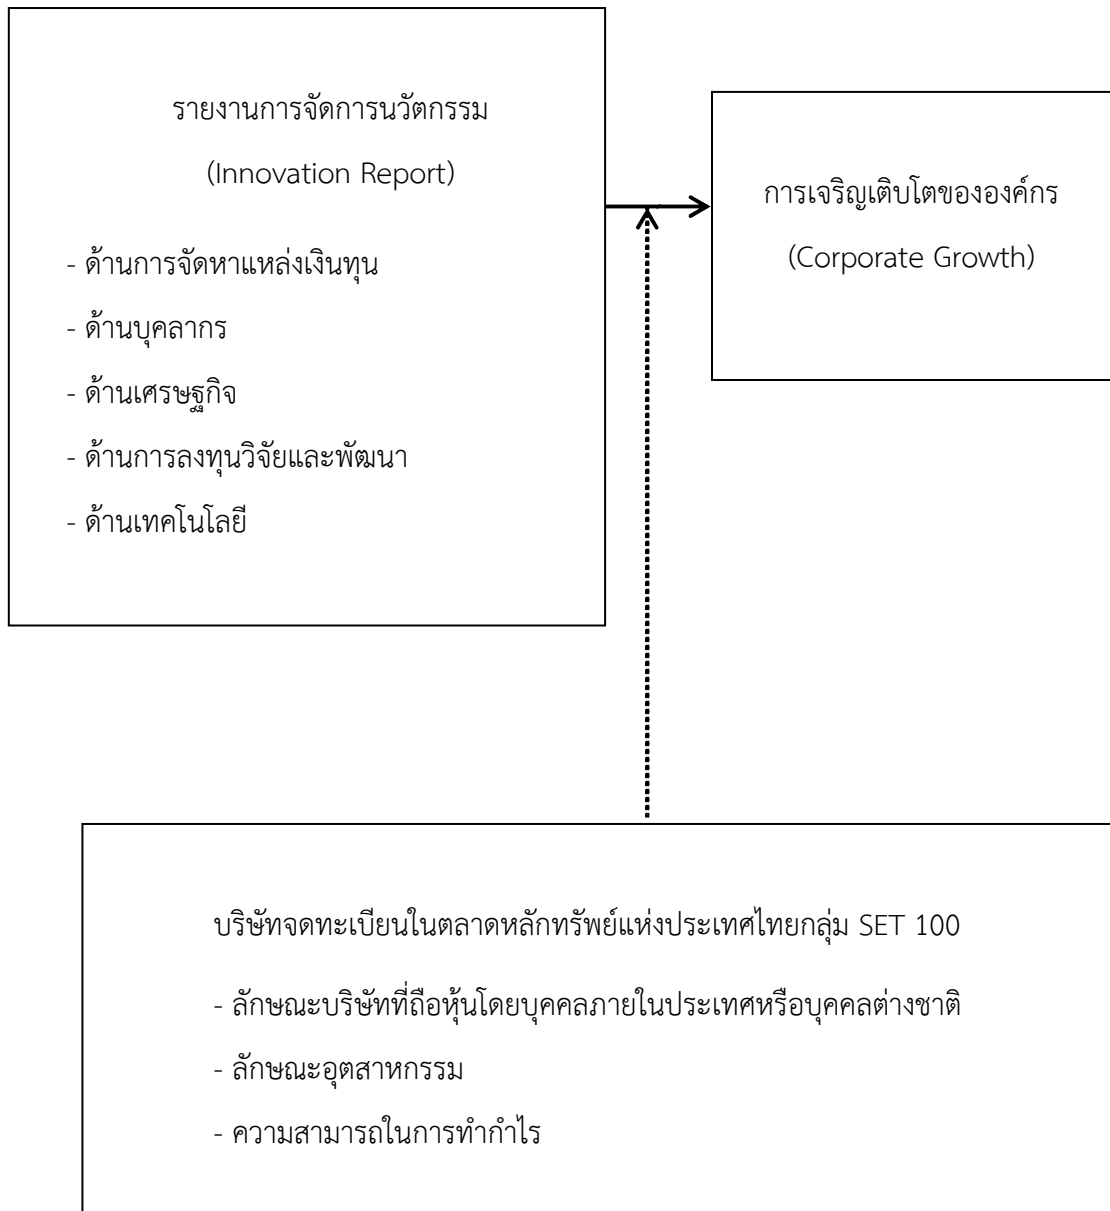 รายงานการจัดการนวัตกรรม
(Innovation Report)
- ด้านการจัดหาแหล่งเงินทุน
- ด้านบุคลากร
- ด้านเศรษฐกิจ
- ด้านการลงทุนวิจัยและพัฒนา
- ด้านเทคโนโลยี
การเจริญเติบโตขององค์กร
(Corporate Growth)
บริษัทจดทะเบียนในตลาดหลักทรัพย์แห่งประเทศไทยกลุ่ม SET 100
- ลักษณะบริษัทที่ถือหุ้นโดยบุคคลภายในประเทศหรือบุคคลต่างชาติ
- ลักษณะอุตสาหกรรม
- ความสามารถในการทำกำไร